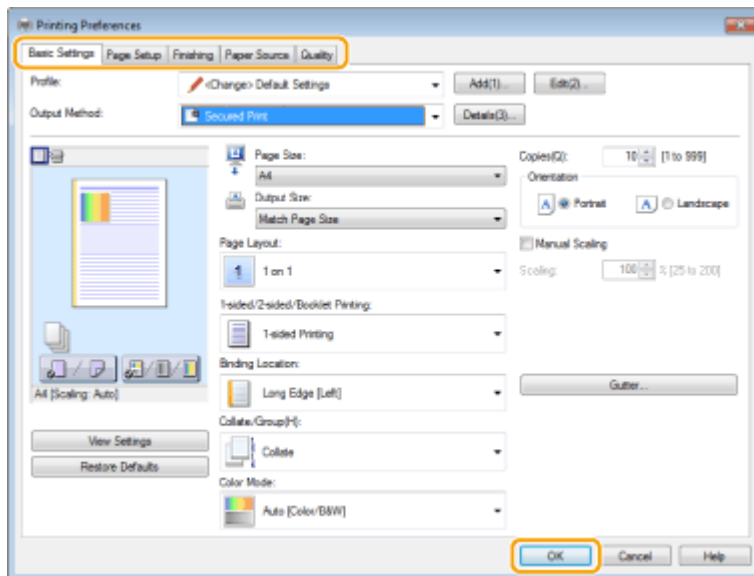 Printing Preferences
Basic Settings Page Setup Finishing Paper Source Quality
Profile: <Change> Default Settings Add(1)... Edit(2)...
Output Method: Secured Print Details(3)...
Page Size:
A4
Output Size:
Match Page Size
Page Layout:
1 1 on 1
1-sided/2-sided/Booklet Printing:
1-sided Printing
Binding Location:
Long Edge [Left]
Collate/Group(H):
Collate
Color Mode:
Auto [Color/B&W]
A4 [Scaling: Auto]
View Settings
Restore Defaults
Copies(Q): 10 [1 to 999]
Orientation
A Portrait A Landscape
Manual Scaling
Scaling: 100 % [25 to 200]
Gutter...
OK Cancel Help